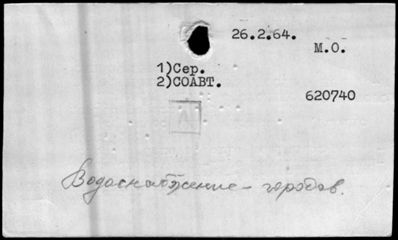 26.2.64.
М.О.
1)Сер.
2)СОАВТ.
620740
Водоснабжение - городов.